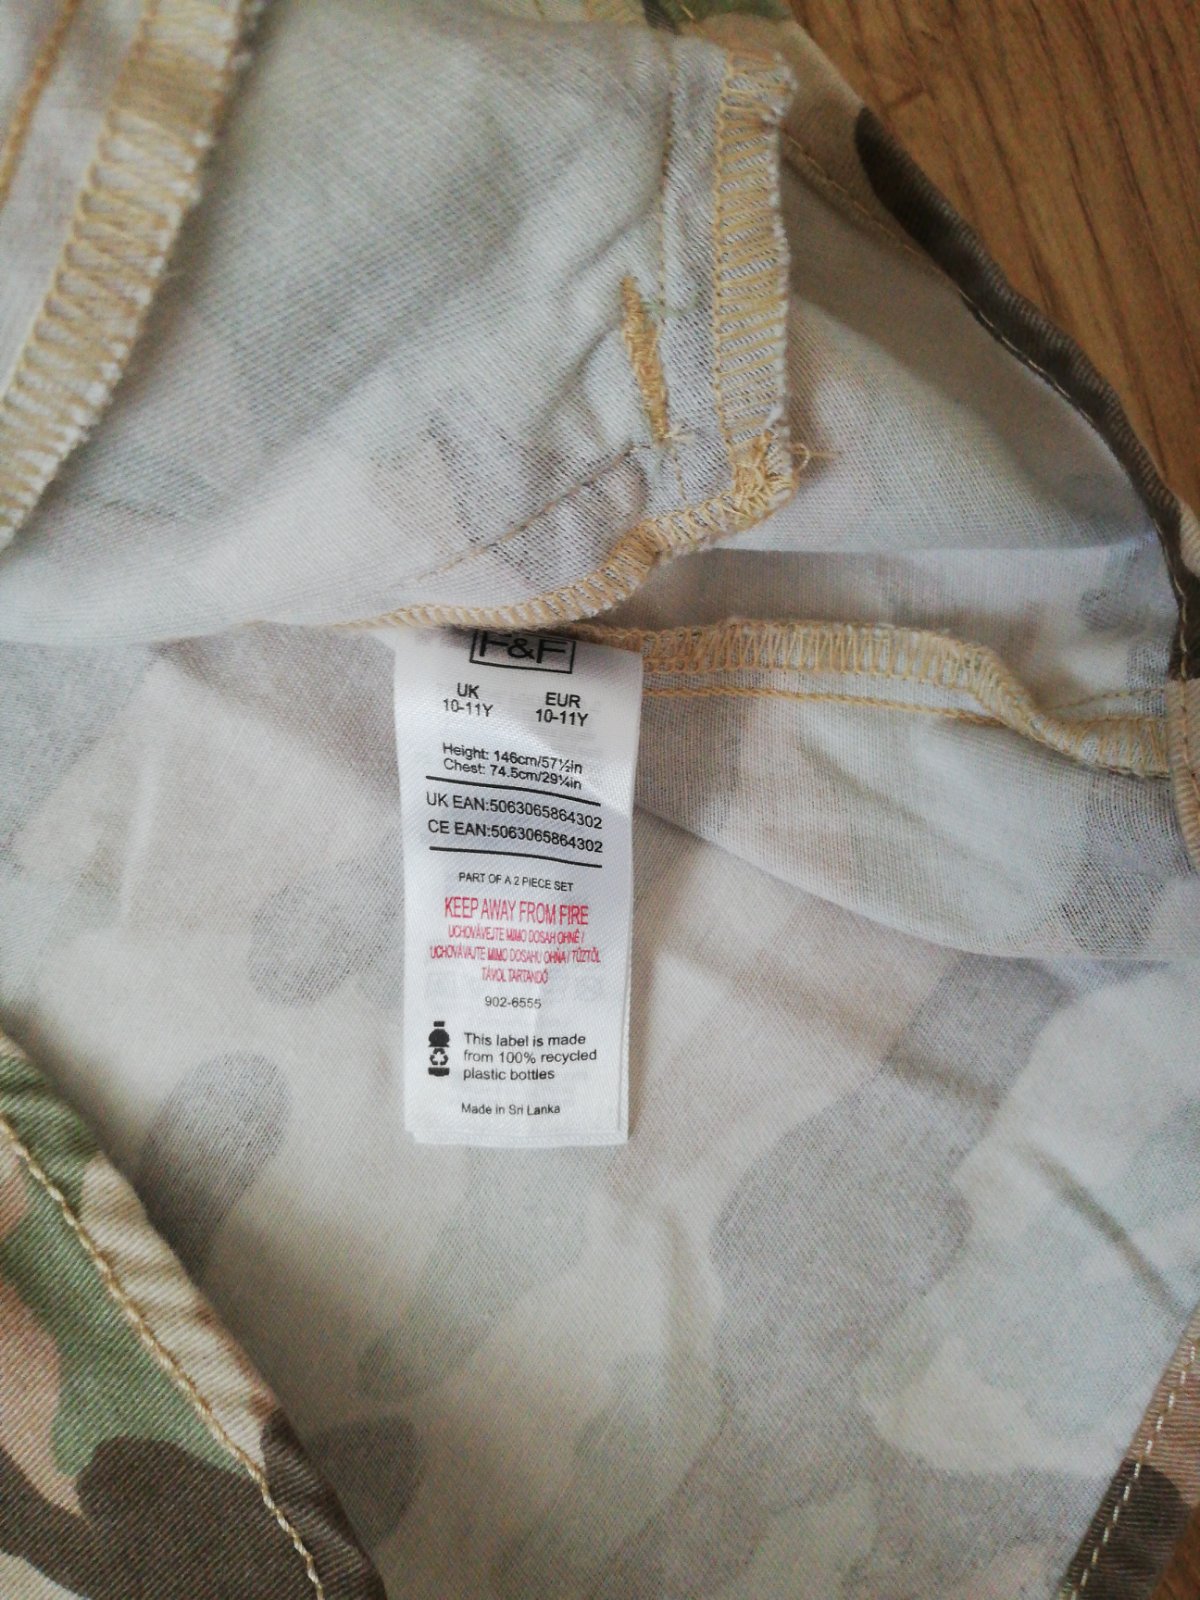 F&F
UK EUR
10-11Y 10-11Y
Height: 146cm/57½in
Chest: 74.5cm/29¼in
UK EAN:5063065864302
CE EAN:5063065864302
PART OF A 2 PIECE SET
KEEP AWAY FROM FIRE
UCHOVÁVEJTE MIMO DOSAH OHNĚ /
UCHOVÁVAJTE MIMO DOSAHU OHŇA / TŰZTŐL
TÁVOL TARTANDÓ
902-6555
This label is made
from 100% recycled
plastic bottles
Made in Sri Lanka